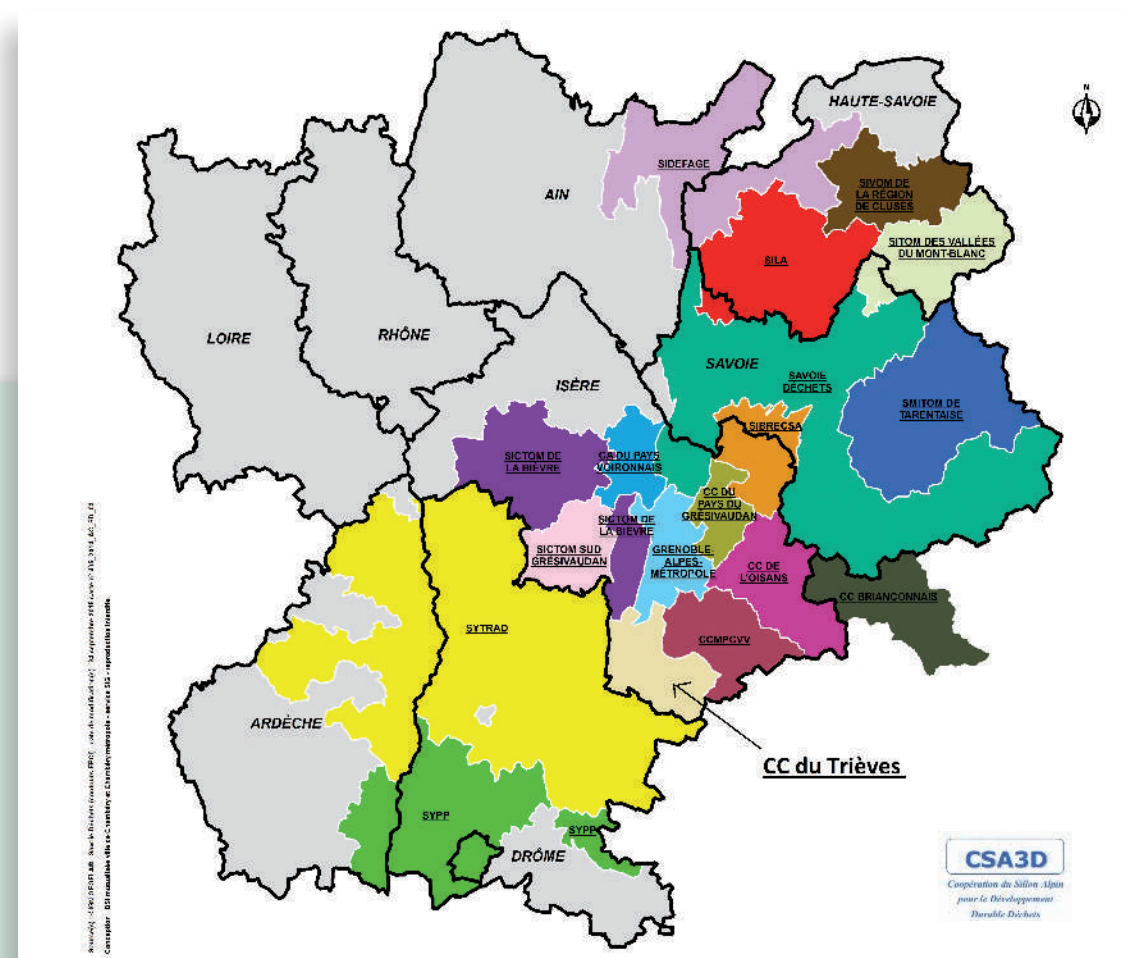 N
HAUTE-SAVOIE
SIDEFAGE
AIN
SIVOM DE
LA RÉGION
DE CLUSES
SITOM DES VALLÉES
DU MONT-BLANC
SILA
LOIRE
RHÔNE
SAVOIE
ISÈRE
SAVOIE
DÉCHETS
SMITOM DE
TARENTAISE
SIBRECSA
SICTOM DE
LA BIÈVRE
CA DU PAYS
VOIRONNAIS
CC DU
PAYS DU
GRÉSIVAUDAN
SICTOM DE
LA BIÈVRE
SICTOM SUD
GRÉSIVAUDAN
GRENOBLE
ALPES-
MÉTROPOLE
CC DE
L'OISANS
CC BRIANÇONNAIS
SYTRAD
CCMPCVV
ARDÈCHE
CC du Trièves
SYPP
SYPP
DRÔME
CSA3D
Coopération du Sillon Alpin
pour le Développement
Durable Déchets